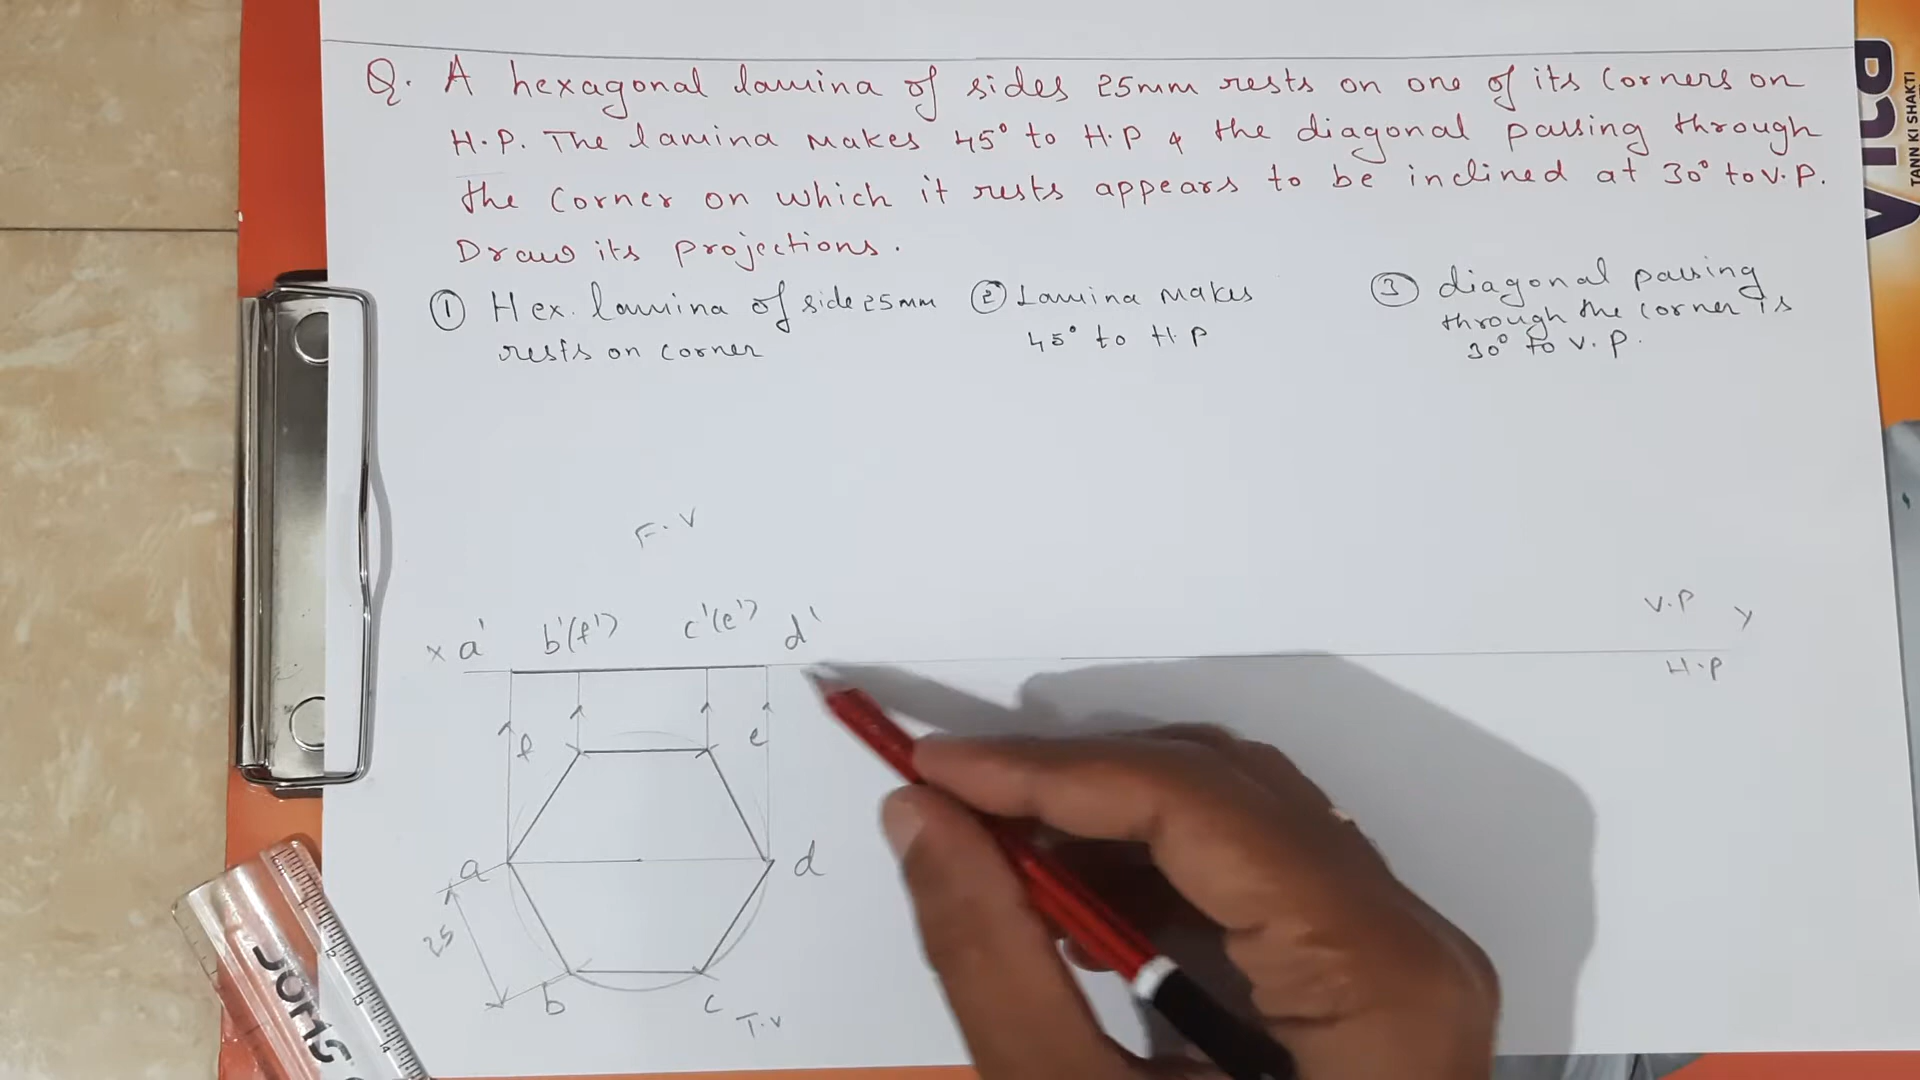 Q. A hexagonal lamina of sides 25mm rests on one of its corners on
H.P. The lamina makes 45° to H.P & the diagonal passing through
the corner on which it rests appears to be inclined at 30° to V.P.
Draw its projections.
① Hex. lamina of side 25mm
rests on corner
② Lamina makes
45° to H.P
③ diagonal passing
through the corner is
30° to V.P.
F.V
x a' b'(f') c'(e') d'
V.P y
H.P
f e
a d
25
b c
T.V
Vita
TANN KI SHAKTI
2
3
4